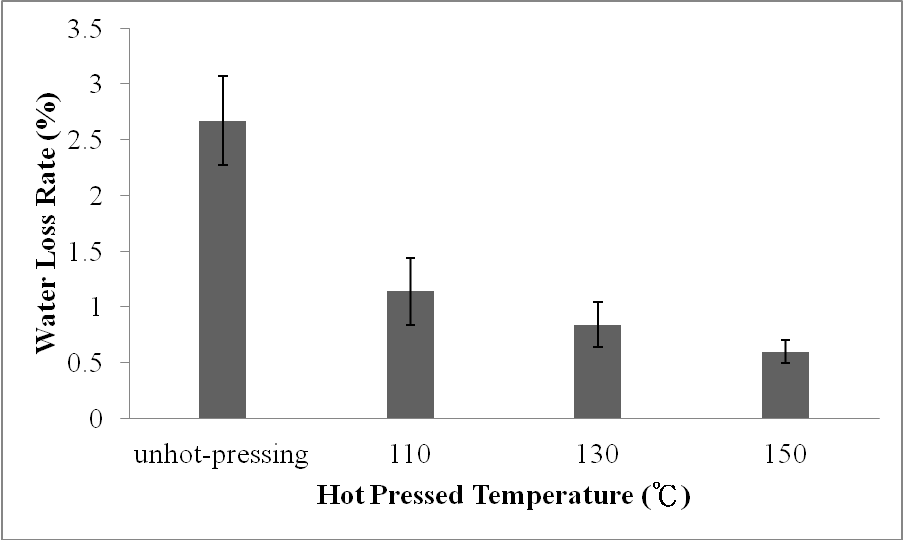 3.5
3
2.5
2
1.5
1
0.5
0
Water Loss Rate (%)
unhot-pressing 110 130 150
Hot Pressed Temperature (℃)